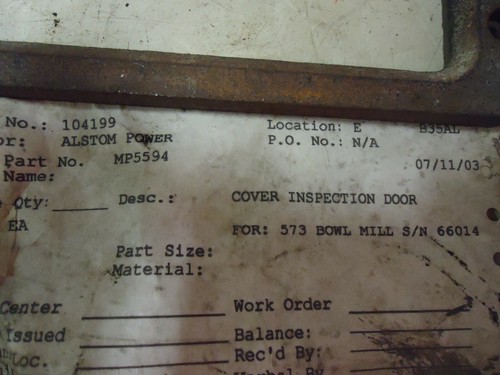 No.: 104199 Location: E B35AL
or: ALSTOM POWER P.O. No.: N/A
Part No. MP5594 07/11/03
Name:
Qty: Desc.: COVER INSPECTION DOOR
EA FOR: 573 BOWL MILL S/N 66014
Part Size:
Material:
Center Work Order
Issued Balance:
Loc. Rec'd By: